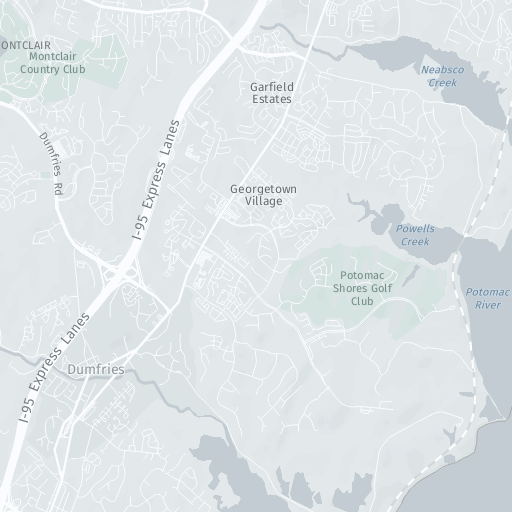 ONTCLAIR
Montclair
Country Club
Neabsco
Creek
Garfield
Estates
Dumfries Rd
I-95 Express Lanes
Georgetown
Village
Powells
Creek
Potomac
Shores Golf
Club
Potomac
River
I-95 Express Lanes
Dumfries